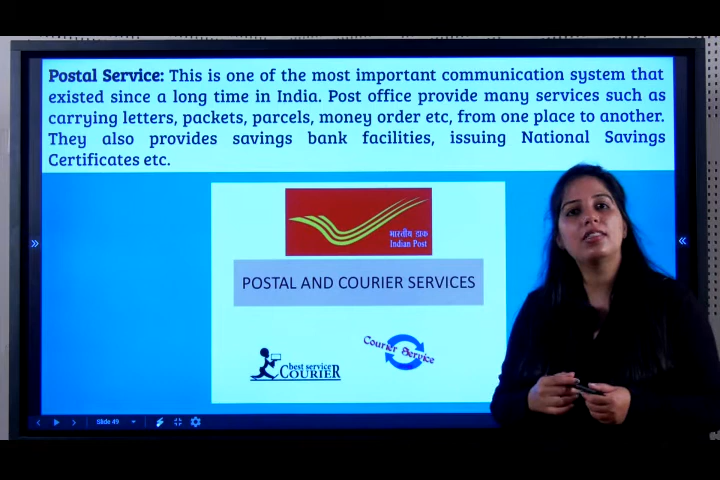 Postal Service: This is one of the most important communication system that
existed since a long time in India. Post office provide many services such as
carrying letters, packets, parcels, money order etc, from one place to another.
They also provides savings bank facilities, issuing National Savings
Certificates etc.
भारतीय डाक
Indian Post
POSTAL AND COURIER SERVICES
best service
COURIER
Courier Service
Slide 49